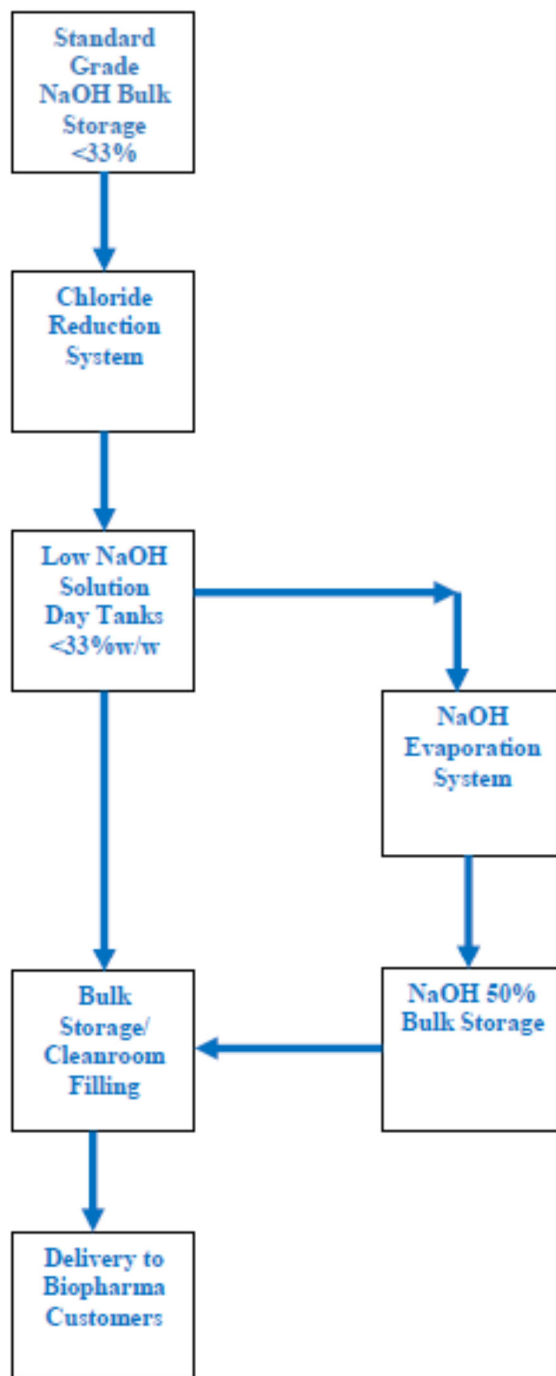 Standard
Grade
NaOH Bulk
Storage
<33%
Chloride
Reduction
System
Low NaOH
Solution
Day Tanks
<33%w/w
NaOH
Evaporation
System
Bulk
Storage/
Cleanroom
Filling
NaOH 50%
Bulk Storage
Delivery to
Biopharma
Customers